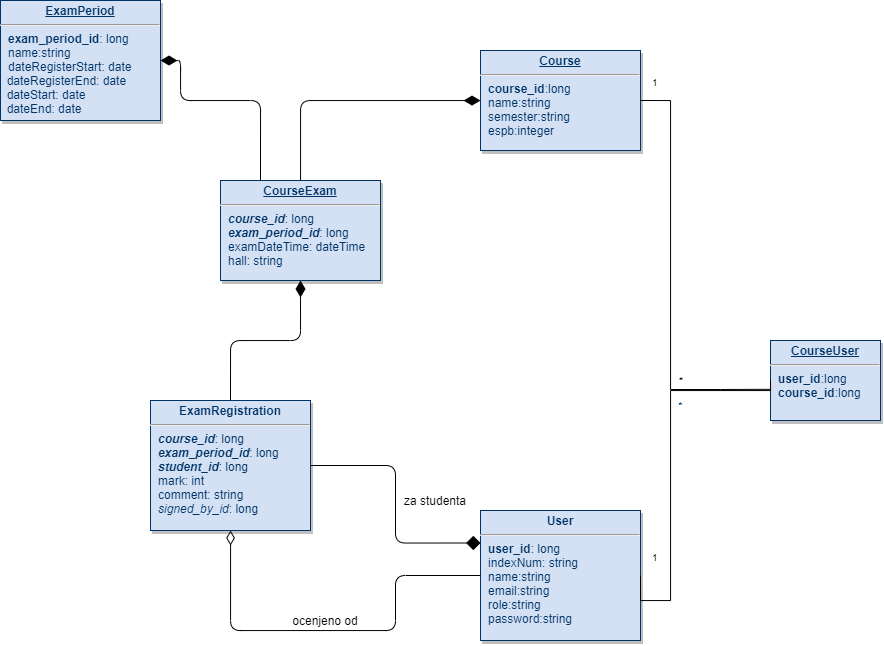 ExamPeriod
exam_period_id: long
name:string
dateRegisterStart: date
dateRegisterEnd: date
dateStart: date
dateEnd: date
Course
course_id:long
name:string
semester:string
espb:integer
1
CourseExam
course_id: long
exam_period_id: long
examDateTime: dateTime
hall: string
CourseUser
user_id:long
course_id:long
*
*
ExamRegistration
course_id: long
exam_period_id: long
student_id: long
mark: int
comment: string
signed_by_id: long
za studenta
User
user_id: long
indexNum: string
name:string
email:string
role:string
password:string
1
ocenjeno od